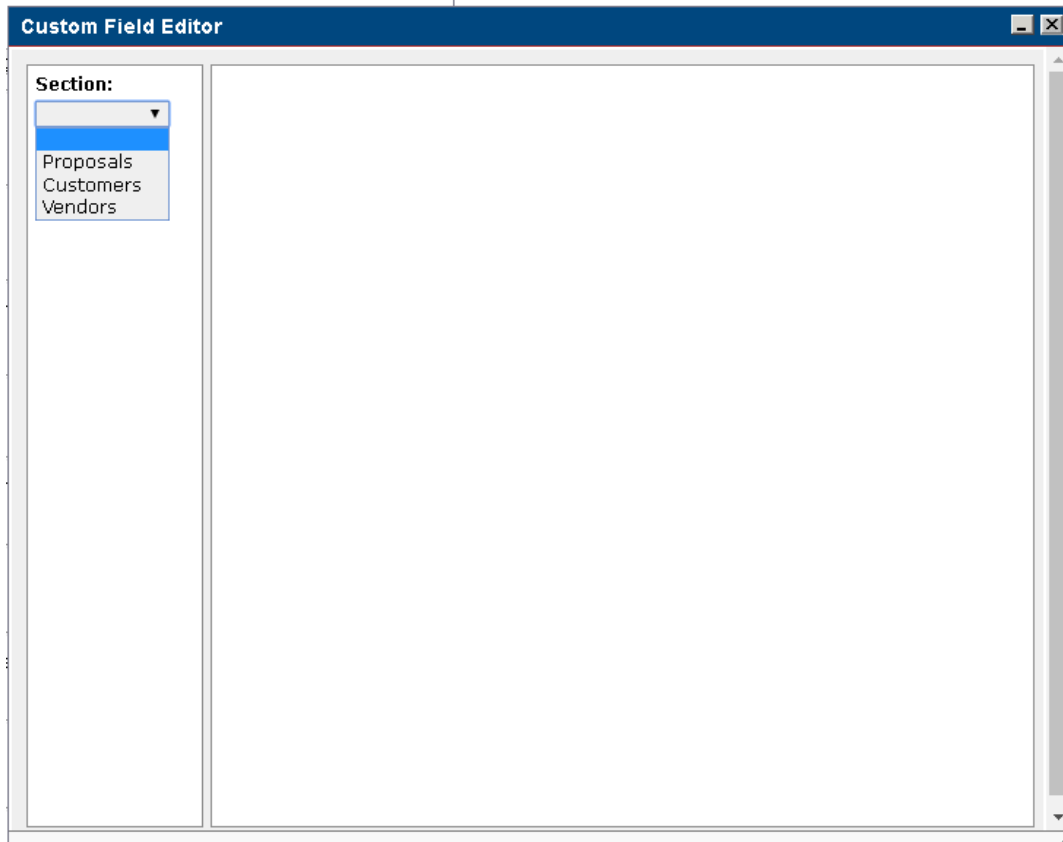 Custom Field Editor
Section:
Proposals
Customers
Vendors